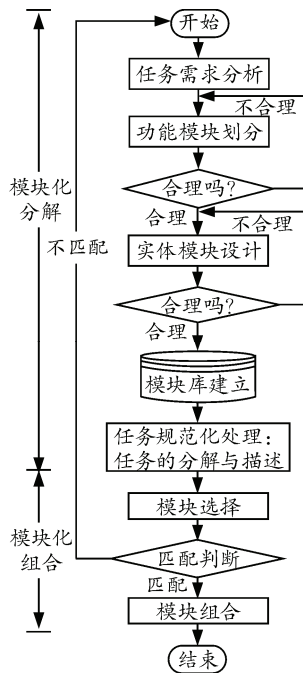 开始
任务需求分析
不合理
功能模块划分
合理吗?
合理
不合理
模块化
分解
不匹配
实体模块设计
合理吗?
合理
模块库建立
任务规范化处理:
任务的分解与描述
模块选择
模块化
组合
匹配判断
匹配
模块组合
结束